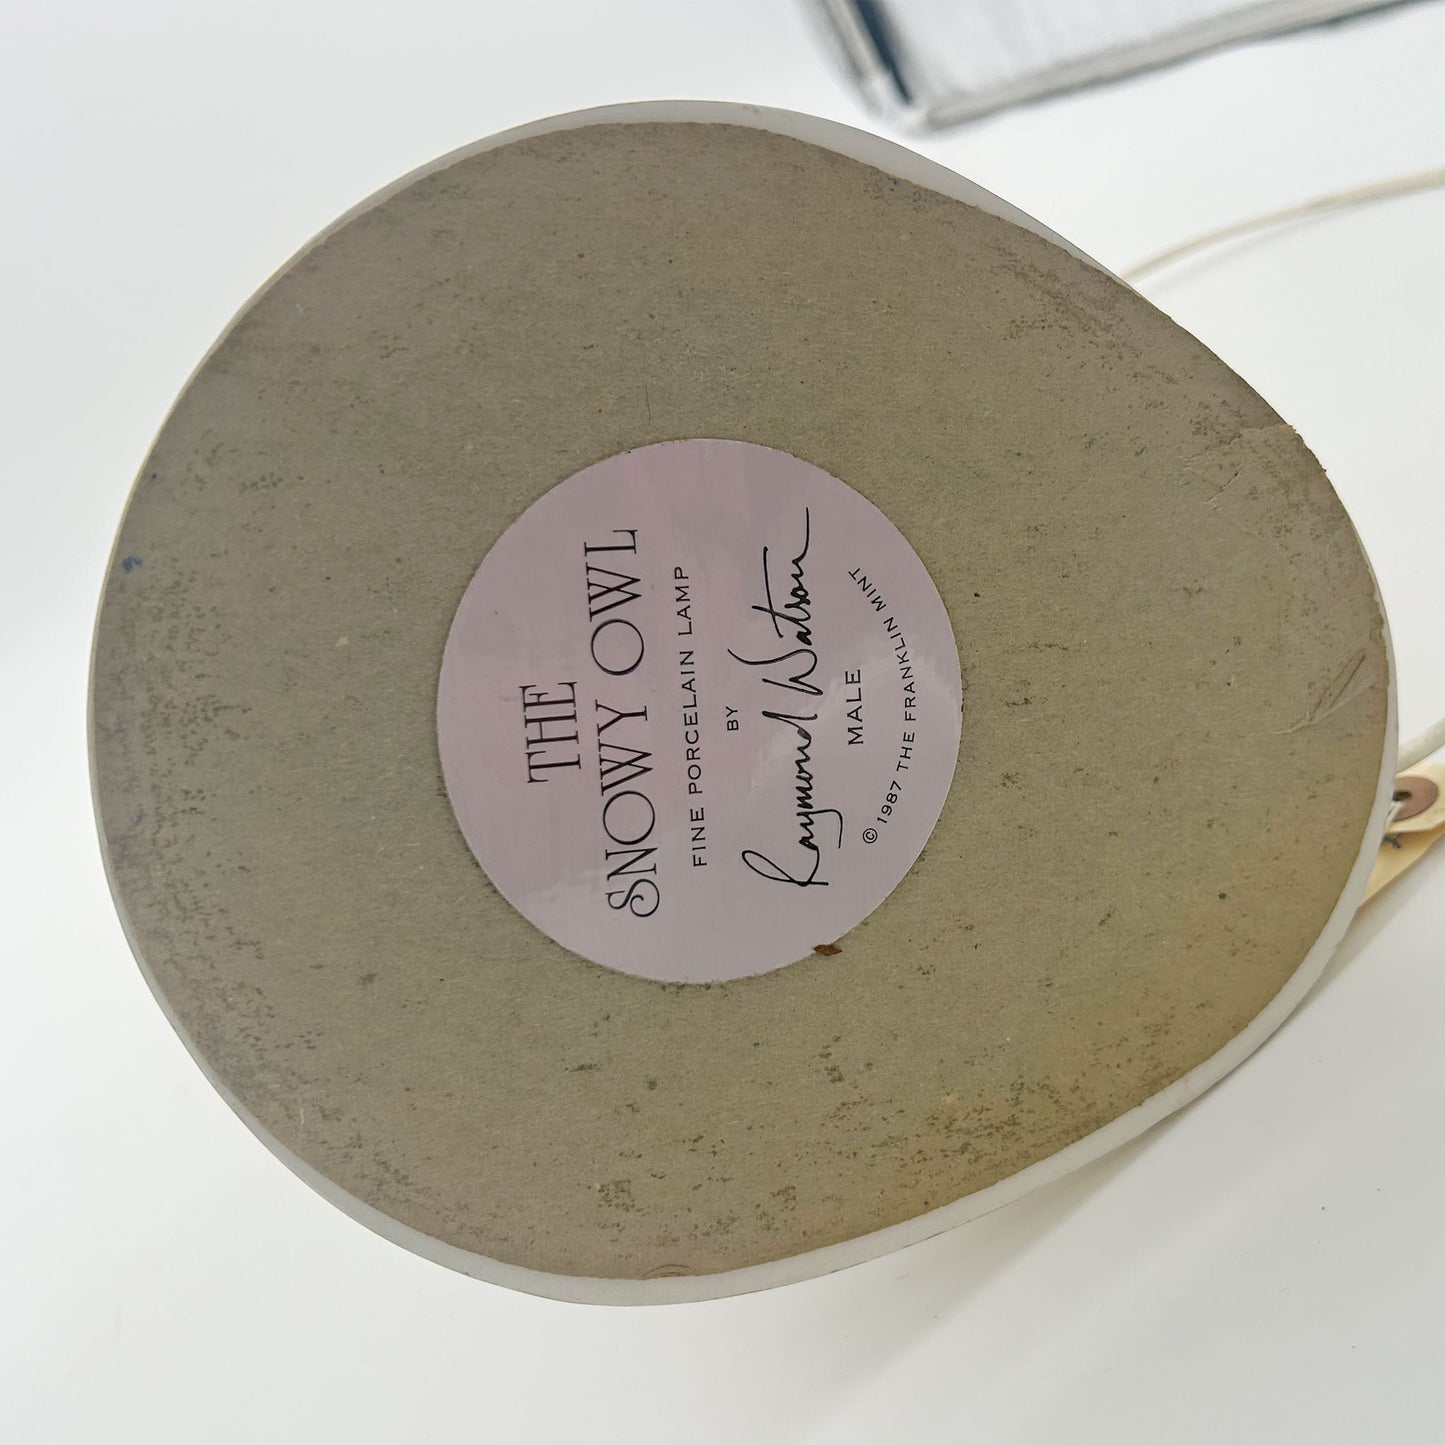 THE
SNOWY OWL
FINE PORCELAIN LAMP
BY
Raymond Watson
MALE
© 1987 THE FRANKLIN MINT